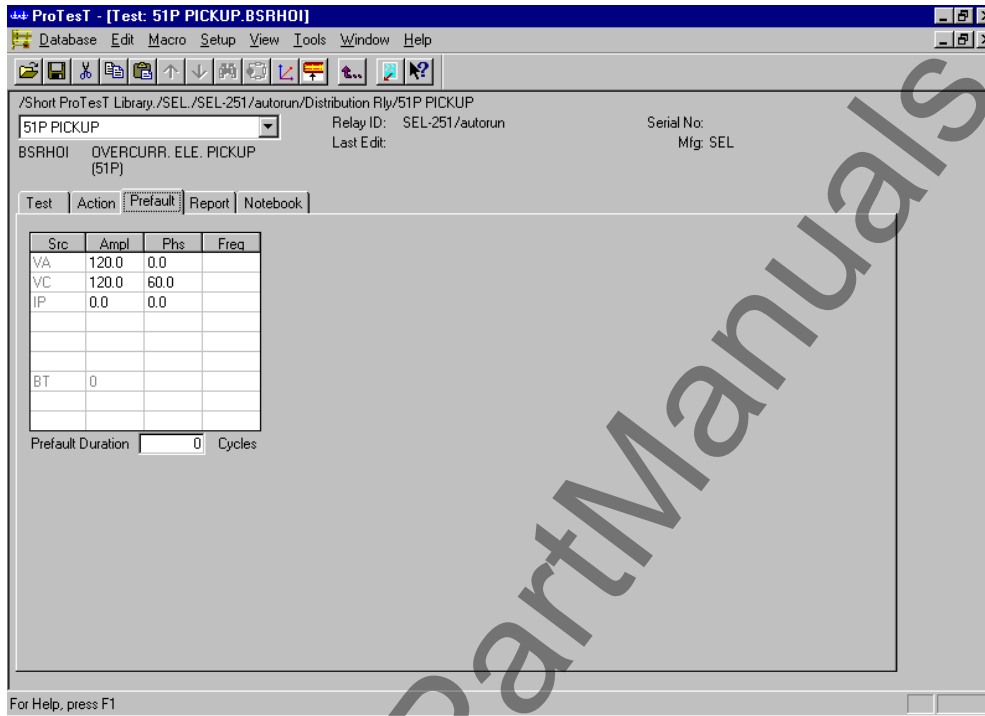 ProTesT - [Test: 51P PICKUP.BSRHOI]
Database Edit Macro Setup View Tools Window Help
/Short ProTesT Library./SEL./SEL-251/autorun/Distribution Rly/51P PICKUP
51P PICKUP Relay ID: SEL-251/autorun Serial No:
Last Edit: Mfg: SEL
BSRHOI OVERCURR. ELE. PICKUP
(51P)
Test Action Prefault Report Notebook
Src Ampl Phs Freq
VA 120.0 0.0
VC 120.0 60.0
IP 0.0 0.0
BT 0
Prefault Duration 0 Cycles
For Help, press F1
PartManuals